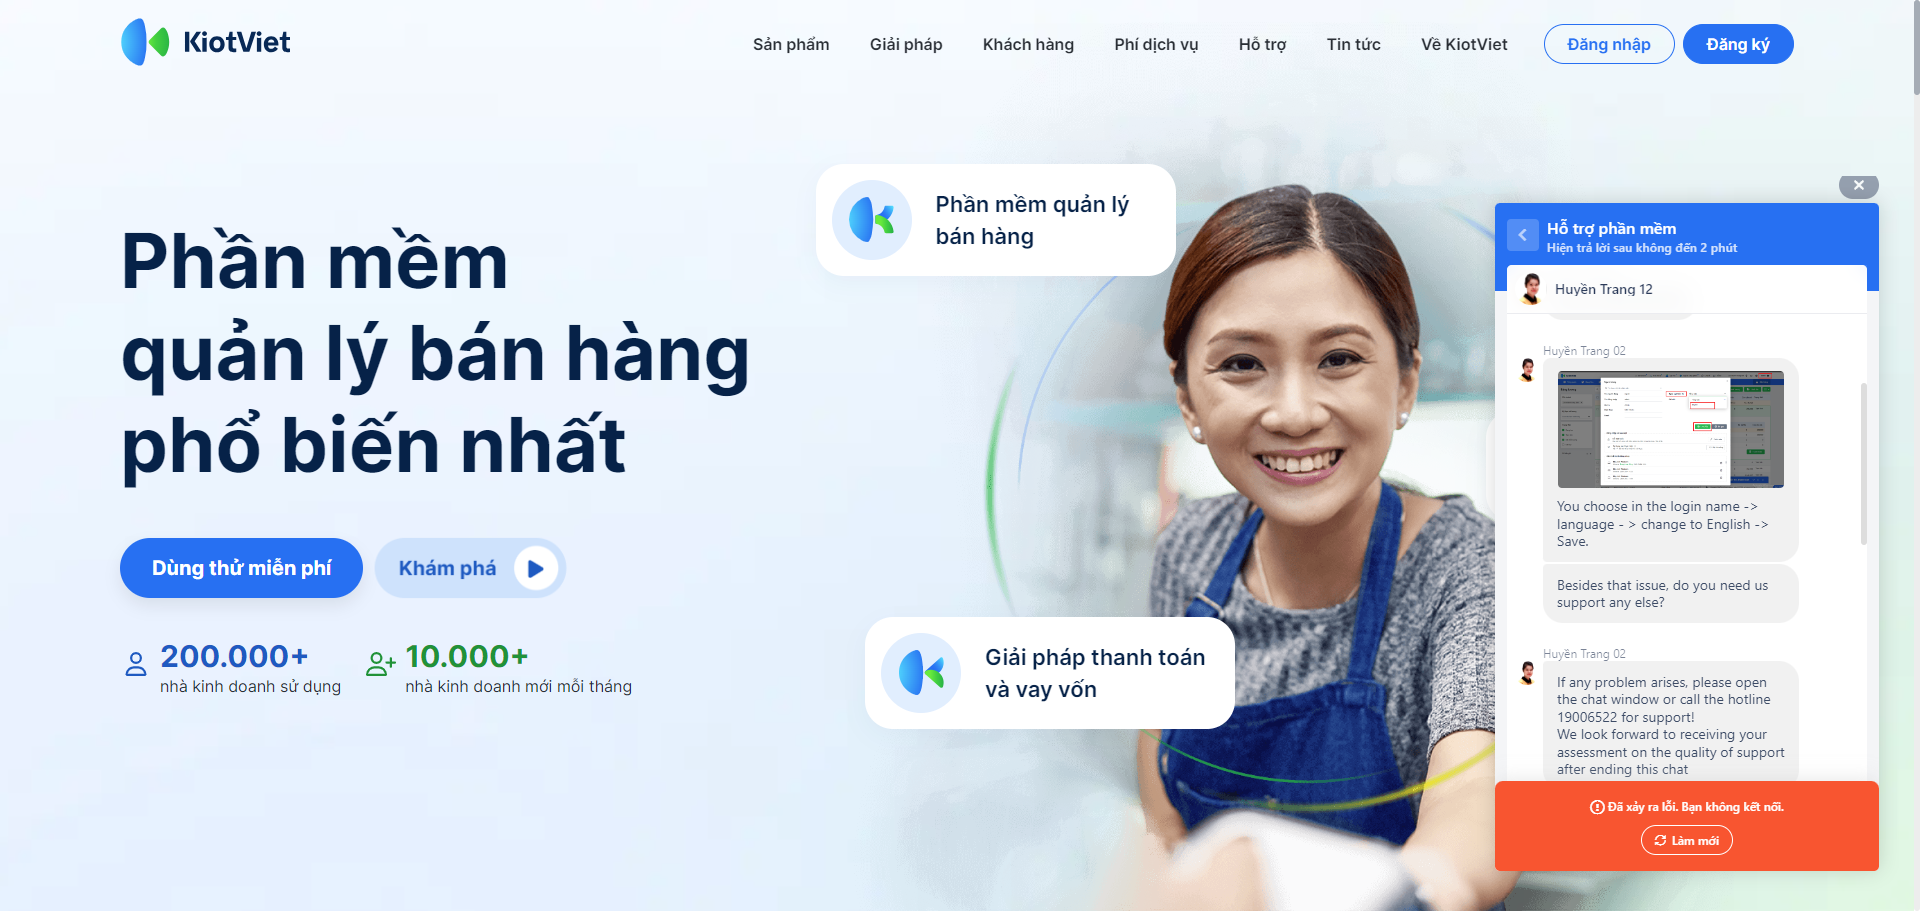 KiotViet
Sản phẩm
Giải pháp
Khách hàng
Phí dịch vụ
Hỗ trợ
Tin tức
Về KiotViet
Đăng nhập
Đăng ký
Phần mềm
quản lý bán hàng
phổ biến nhất
Dùng thử miễn phí
Khám phá
200.000+
nhà kinh doanh sử dụng
10.000+
nhà kinh doanh mới mỗi tháng
Phần mềm quản lý
bán hàng
Giải pháp thanh toán
và vay vốn
Hỗ trợ phần mềm
Hiện trả lời sau không đến 2 phút
Huyền Trang 12
Huyền Trang 02
You choose in the login name ->
language - > change to English ->
Save.
Besides that issue, do you need us
support any else?
Huyền Trang 02
If any problem arises, please open
the chat window or call the hotline
19006522 for support!
We look forward to receiving your
assessment on the quality of support
after ending this chat
Đã xảy ra lỗi. Bạn không kết nối.
Làm mới